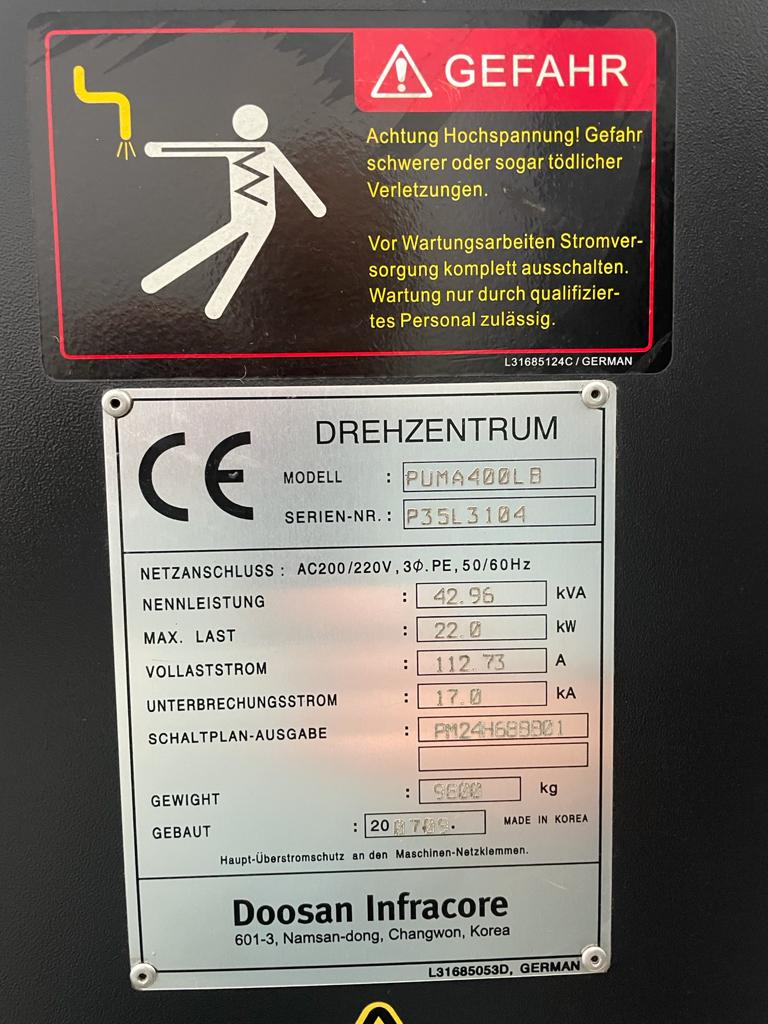 GEFAHR
Achtung Hochspannung! Gefahr
schwerer oder sogar tödlicher
Verletzungen.
Vor Wartungsarbeiten Stromver-
sorgung komplett ausschalten.
Wartung nur durch qualifizier-
tes Personal zulässig.
L31685124C / GERMAN
CE
DREHZENTRUM
MODELL : PUMA400LB
SERIEN-NR. : P35L3104
NETZANSCHLUSS : AC200/220V, 3Φ. PE, 50/60Hz
NENNLEISTUNG : 42.96 kVA
MAX. LAST : 22.0 kW
VOLLASTSTROM : 112.73 A
UNTERBRECHUNGSSTROM : 17.0 kA
SCHALTPLAN-AUSGABE :
GEWIGHT : kg
GEBAUT : 20 MADE IN KOREA
Haupt-Überstromschutz an den Maschinen-Netzklemmen.
Doosan Infracore
601-3, Namsan-dong, Changwon, Korea
L31685053D, GERMAN